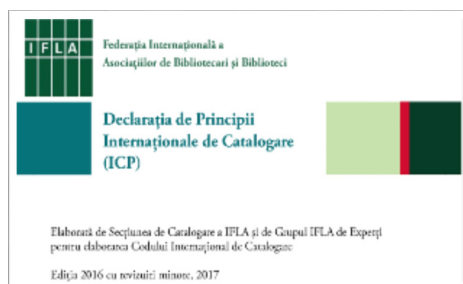 IFLA
Federația Internațională a
Asociațiilor de Bibliotecari și Biblioteci
Declarația de Principii
Internaționale de Catalogare
(ICP)
Elaborată de Secțiunea de Catalogare a IFLA și de Grupul IFLA de Experți
pentru elaborarea Codului Internațional de Catalogare
Ediția 2016 cu revizuiri minore, 2017